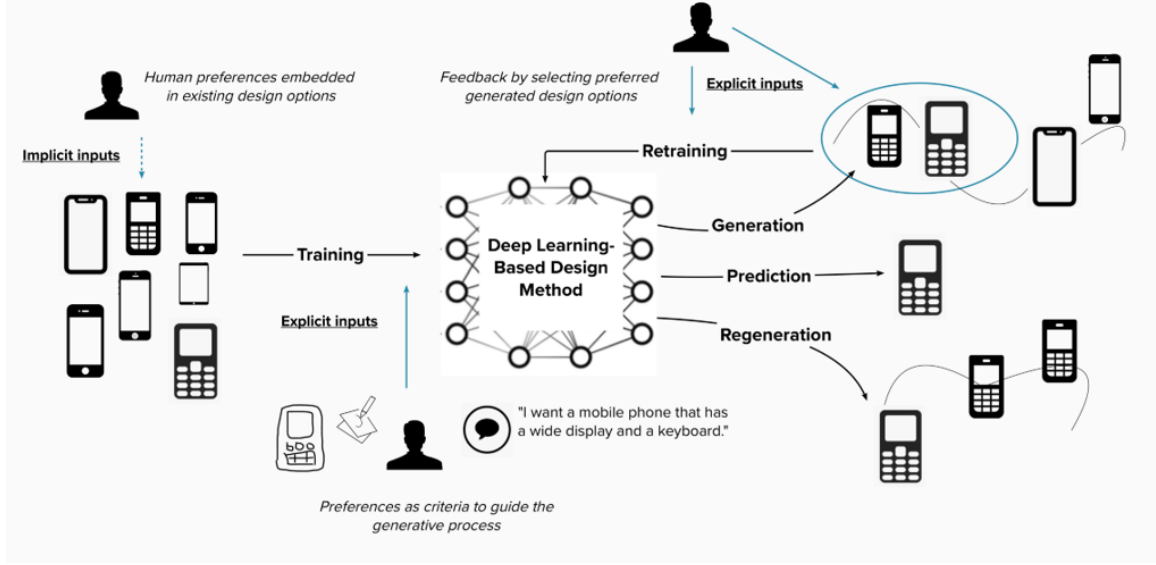 Human preferences embedded
in existing design options
Implicit inputs
Feedback by selecting preferred
generated design options
Explicit inputs
Retraining
Training
Deep Learning-
Based Design
Method
Generation
Prediction
Regeneration
Explicit inputs
"I want a mobile phone that has
a wide display and a keyboard."
Preferences as criteria to guide the
generative process